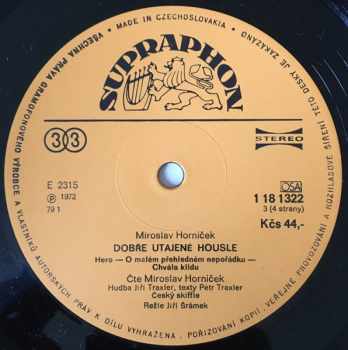 • MADE IN CZECHOSLOVAKIA • VŠECHNA PRÁVA GRAMOFONOVÉHO VÝROBCE A VLASTNÍKŮ AUTORSKÝCH PRÁV K DÍLU VYHRAŽENA. POŘIZOVÁNÍ KOPIÍ, VEŘEJNÉ PROVOZOVÁNÍ A ROZHLASOVÉ ŠÍŘENÍ TÉTO DESKY JE ZAKÁZÁNO
SUPRAPHON
33
STEREO
E 2315
℗ 1972
79 1
OSA
1 18 1322
3 (4 strany)
Kčs 44,-
Miroslav Horníček
DOBŘE UTAJENÉ HOUSLE
Hero — O malém přehledném nepořádku —
Chvála klidu
Čte Miroslav Horníček
Hudba Jiří Traxler, texty Petr Traxler
Český skiffle
Režie Jiří Šrámek